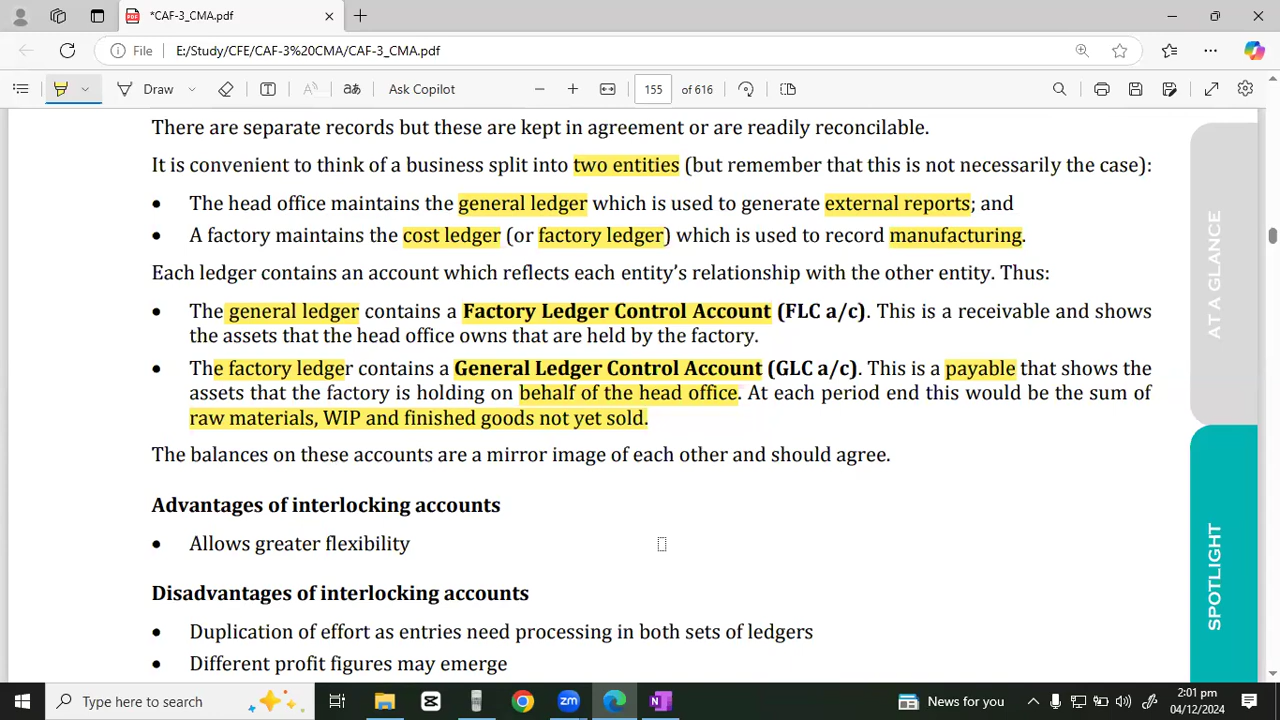 *CAF-3_CMA.pdf
File
E:/Study/CFE/CAF-3%20CMA/CAF-3_CMA.pdf
Draw
Ask Copilot
155 of 616
There are separate records but these are kept in agreement or are readily reconcilable.
It is convenient to think of a business split into two entities (but remember that this is not necessarily the case):
• The head office maintains the general ledger which is used to generate external reports; and
• A factory maintains the cost ledger (or factory ledger) which is used to record manufacturing.
Each ledger contains an account which reflects each entity's relationship with the other entity. Thus:
• The general ledger contains a Factory Ledger Control Account (FLC a/c). This is a receivable and shows
the assets that the head office owns that are held by the factory.
• The factory ledger contains a General Ledger Control Account (GLC a/c). This is a payable that shows the
assets that the factory is holding on behalf of the head office. At each period end this would be the sum of
raw materials, WIP and finished goods not yet sold.
The balances on these accounts are a mirror image of each other and should agree.
Advantages of interlocking accounts
• Allows greater flexibility
Disadvantages of interlocking accounts
• Duplication of effort as entries need processing in both sets of ledgers
• Different profit figures may emerge
AT A GLANCE
SPOTLIGHT
Type here to search
zm
News for you
2:01 pm
04/12/2024